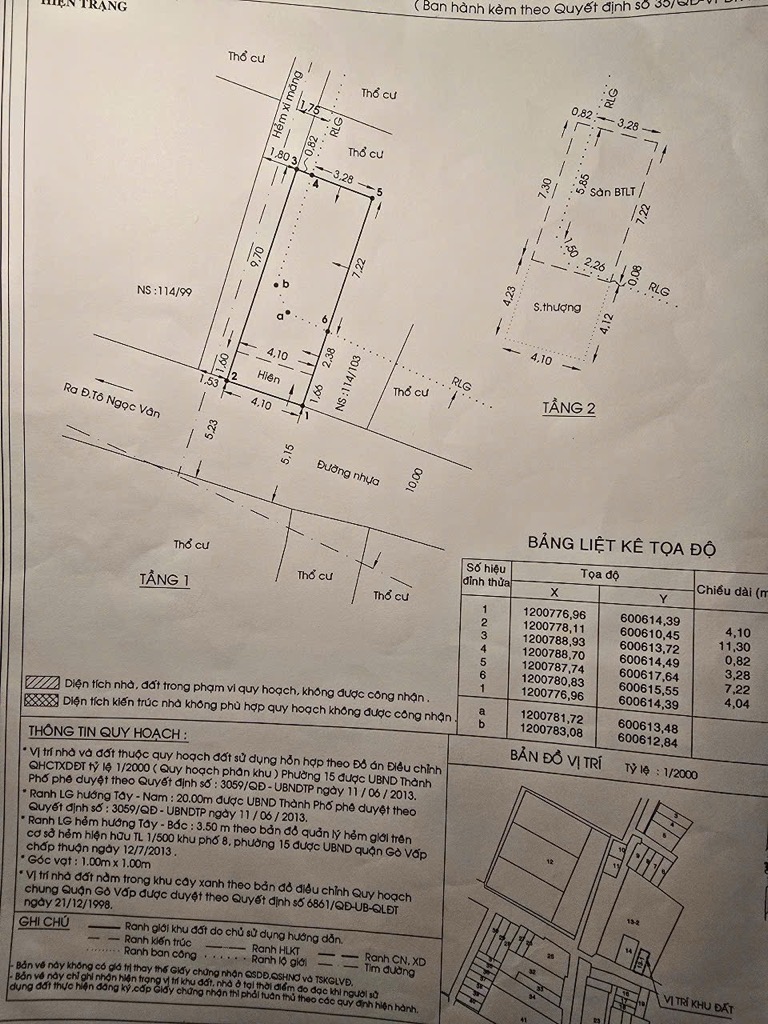 HIỆN TRẠNG
( Ban hành kèm theo Quyết định số 35/QĐ-
Thổ cư
Thổ cư
Hẻm xi măng
1,75
RLG
0,82
Thổ cư
1,80
3
4
3,28
5
9,70
7,22
NS :114/99
b
a
6
4,10
2,38
1,60
Hiên
1,66
NS :114/103
RLG
Thổ cư
1,53
2
4,10
1
Ra Đ.Tô Ngọc Vân
5,23
5,15
Đường nhựa
10.00
Thổ cư
TẦNG 1
Thổ cư
Thổ cư
RLG
0,82
3,28
7,30
5,85
Sàn BTLT
7,22
1,50
2,26
0,08
RLG
4,23
S.thượng
4,12
4,10
TẦNG 2
BẢNG LIỆT KÊ TỌA ĐỘ
Số hiệu đỉnh thửa
Tọa độ
Chiều dài (m
X
Y
1 1200776,96 600614,39
2 1200778,11 600610,45 4,10
3 1200788,93 600613,72 11,30
4 1200788,70 600614,49 0,82
5 1200787,74 600617,64 3,28
6 1200780,83 600615,55 7,22
1 1200776,96 600614,39 4,04
a 1200781,72 600613,48
b 1200783,08 600612,84
Diện tích nhà, đất trong phạm vi quy hoạch, không được công nhận .
Diện tích kiến trúc nhà không phù hợp quy hoạch không được công nhận .
THÔNG TIN QUY HOẠCH :
* Vị trí nhà và đất thuộc quy hoạch đất sử dụng hỗn hợp theo Đồ án Điều chỉnh
QHCTXDĐT tỷ lệ 1/2000 ( Quy hoạch phân khu ) Phường 15 được UBND Thành
Phố phê duyệt theo Quyết định số : 3059/QĐ - UBNDTP ngày 11 / 06 / 2013.
* Ranh LG hướng Tây - Nam : 20.00m được UBND Thành Phố phê duyệt theo
Quyết định số : 3059/QĐ - UBNDTP ngày 11 / 06 / 2013.
* Ranh LG hẻm hướng Tây - Bắc : 3.50 m theo bản đồ quản lý hẻm giới trên
cơ sở hẻm hiện hữu TL 1/500 khu phố 8, phường 15 được UBND quận Gò Vấp
chấp thuận ngày 12/7/2013 .
* Góc vạt : 1.00m x 1.00m
* Vị trí nhà đất nằm trong khu cây xanh theo bản đồ điều chỉnh Quy hoạch
chung Quận Gò Vấp được duyệt theo Quyết định số 6861/QĐ-UB-QLĐT
ngày 21/12/1998.
GHI CHÚ
Ranh giới khu đất do chủ sử dụng hướng dẫn.
Ranh kiến trúc
Ranh HLKT
Ranh CN, XD
Ranh ban công
Ranh lộ giới
Tim đường
- Bản vẽ này không có giá trị thay thế Giấy chứng nhận QSDĐ,QSHNƠ và TSKGLVĐ.
- Bản vẽ này chỉ ghi nhận hiện trạng vị trí khu đất, nhà ở tại thời điểm đo đạc khi người sử
dụng đất thực hiện đăng ký,cấp Giấy chứng nhận thì phải tuân thủ theo các quy định hiện hành.
BẢN ĐỒ VỊ TRÍ
Tỷ lệ : 1/2000
12
10
11
13-2
14
VỊ TRÍ KHU ĐẤT